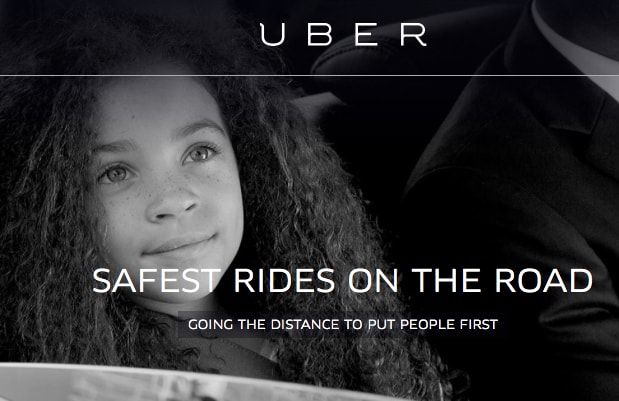 UBER
SAFEST RIDES ON THE ROAD
GOING THE DISTANCE TO PUT PEOPLE FIRST